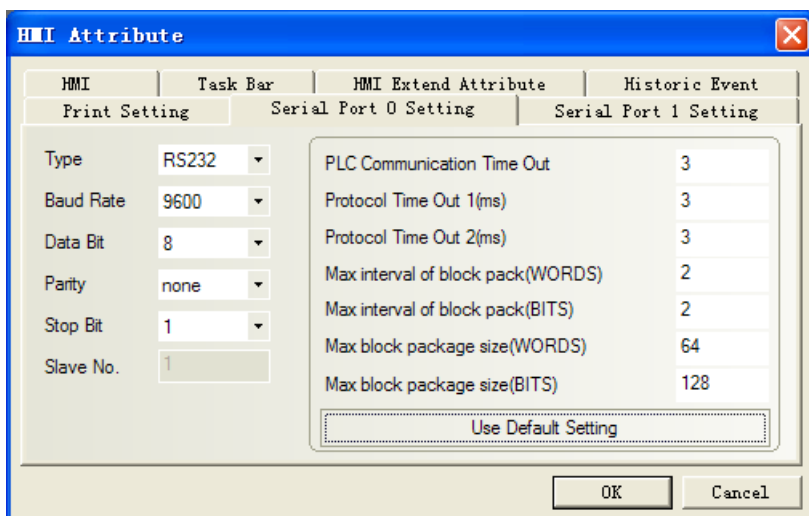 HMI Attribute
HMI Task Bar HMI Extend Attribute Historic Event
Print Setting Serial Port 0 Setting Serial Port 1 Setting
Type RS232
Baud Rate 9600
Data Bit 8
Parity none
Stop Bit 1
Slave No. 1
PLC Communication Time Out 3
Protocol Time Out 1(ms) 3
Protocol Time Out 2(ms) 3
Max interval of block pack(WORDS) 2
Max interval of block pack(BITS) 2
Max block package size(WORDS) 64
Max block package size(BITS) 128
Use Default Setting
OK Cancel